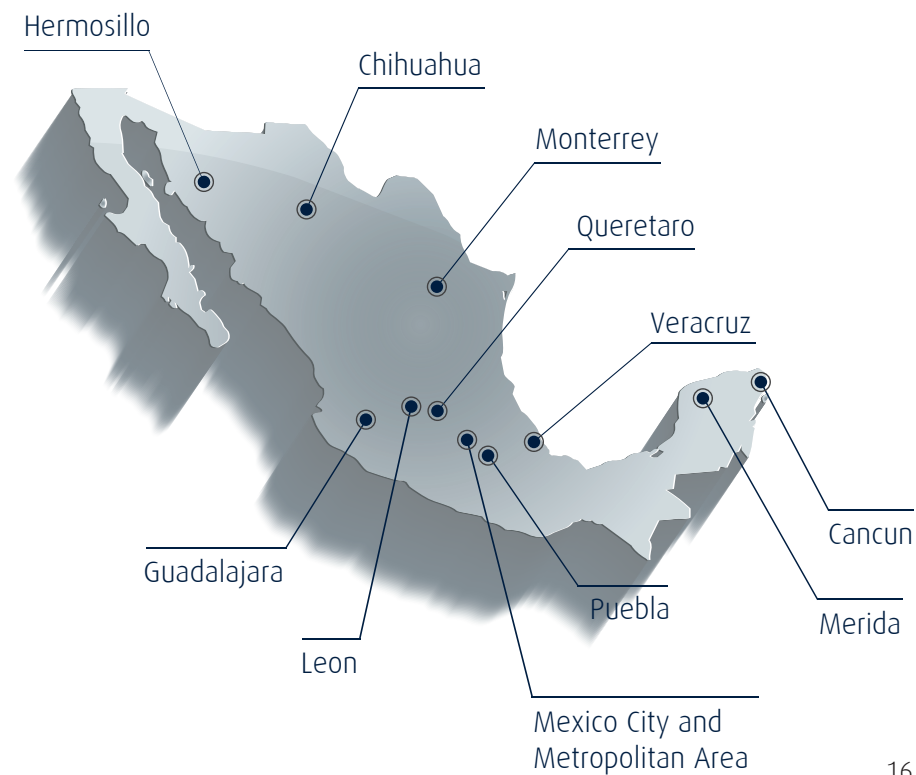 Hermosillo
Chihuahua
Monterrey
Queretaro
Veracruz
Cancun
Guadalajara
Puebla
Merida
Leon
Mexico City and
Metropolitan Area
16